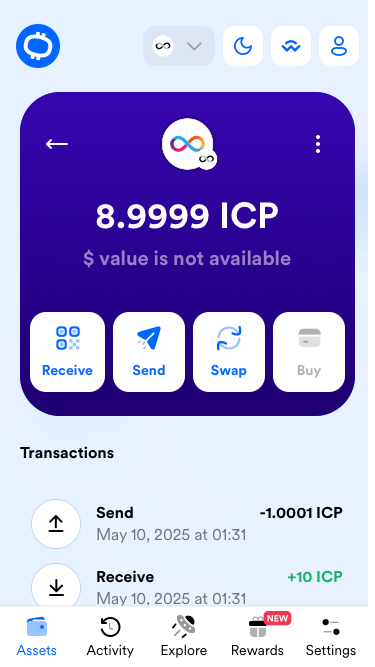 8.9999 ICP
$ value is not available
Receive
Send
Swap
Buy
Transactions
Send
-1.0001 ICP
May 10, 2025 at 01:31
Receive
+10 ICP
May 10, 2025 at 01:31
NEW
Assets
Activity
Explore
Rewards
Settings